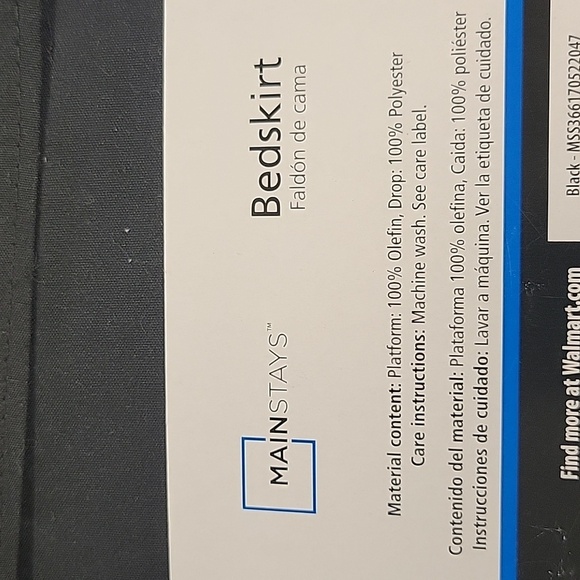 MAINSTAYS™
Bedskirt
Faldón de cama
Material content: Platform: 100% Olefin, Drop: 100% Polyester
Care instructions: Machine wash. See care label.
Contenido del material: Plataforma 100% olefina, Caida: 100% poliéster
Instrucciones de cuidado: Lavar a máquina. Ver la etiqueta de cuidado.
Black - MSS366170522047
Find more at Walmart.com